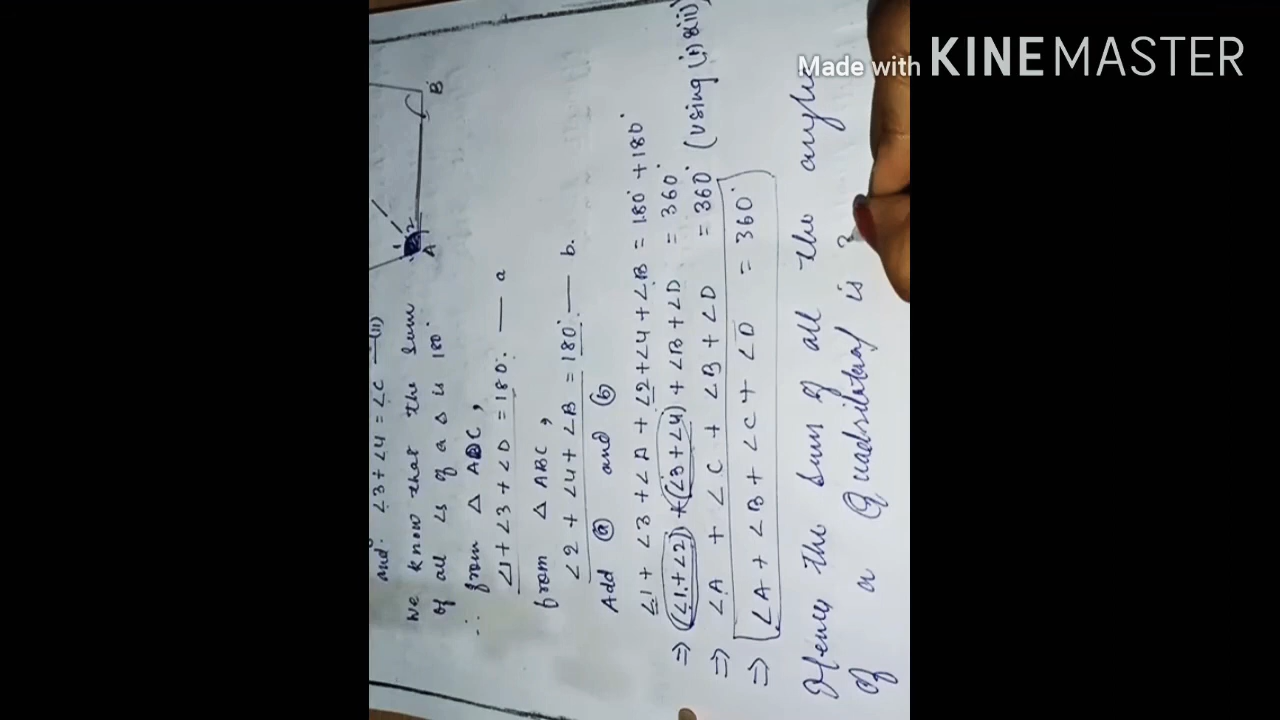 Made with KINEMASTER
B
1
2
A
and. ∠3+∠4 = ∠C —(ii)
We know that the sum
of all ∠s of a Δ is 180°
∴ from Δ ADC,
∠1+∠3+∠D = 180°. — a
from Δ ABC,
∠2+∠4+∠B = 180°. — b.
Add (a) and (b)
∠1+∠3+∠D+∠2+∠4+∠B = 180°+180°
⇒ (∠1+∠2)+(∠3+∠4)+∠B+∠D = 360°
⇒ ∠A + ∠C + ∠B + ∠D = 360° (using (i) & (ii))
⇒ ∠A+∠B+∠C+∠D = 360°
Hence the sum of all the angles
of a Quadrilateral is